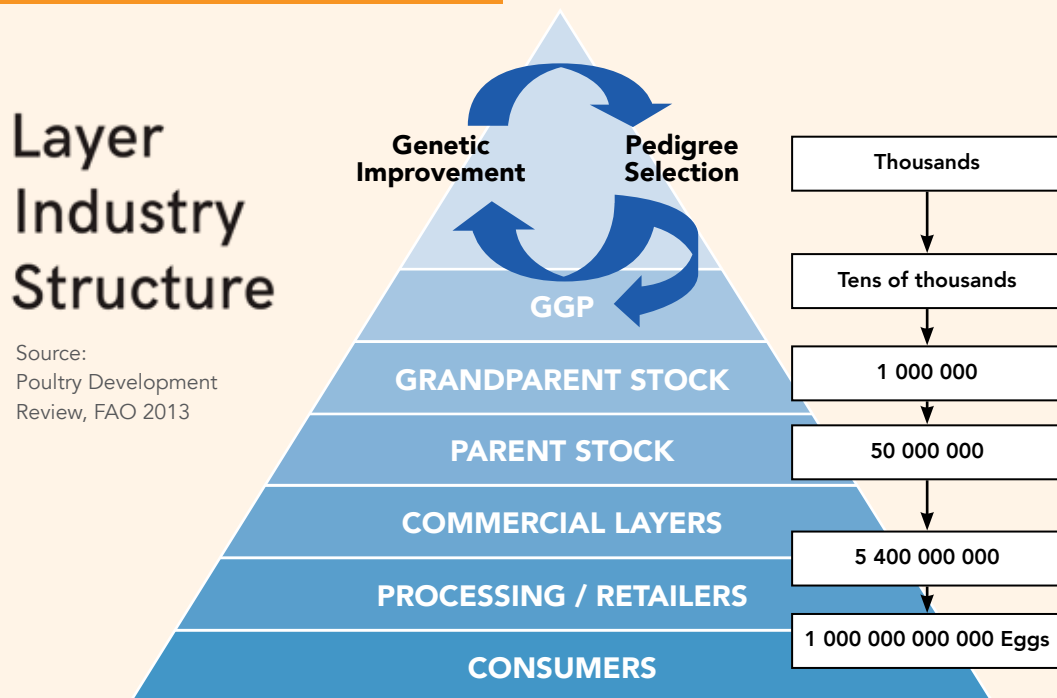 Layer
Industry
Structure
Source:
Poultry Development
Review, FAO 2013
Genetic
Improvement
Pedigree
Selection
GGP
GRANDPARENT STOCK
PARENT STOCK
COMMERCIAL LAYERS
PROCESSING / RETAILERS
CONSUMERS
Thousands
Tens of thousands
1 000 000
50 000 000
5 400 000 000
1 000 000 000 000 Eggs